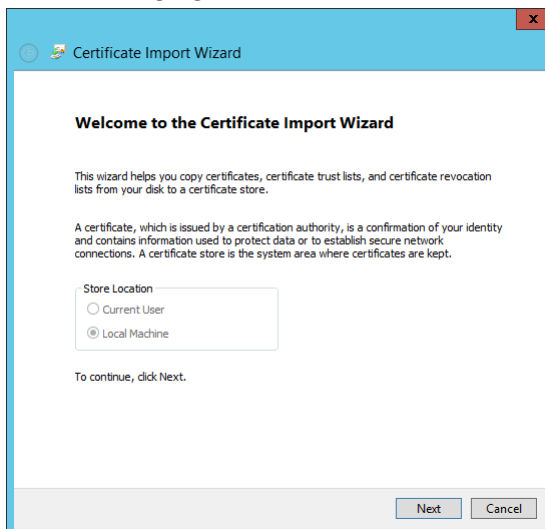 x
Certificate Import Wizard
Welcome to the Certificate Import Wizard
This wizard helps you copy certificates, certificate trust lists, and certificate revocation
lists from your disk to a certificate store.
A certificate, which is issued by a certification authority, is a confirmation of your identity
and contains information used to protect data or to establish secure network
connections. A certificate store is the system area where certificates are kept.
Store Location
Current User
Local Machine
To continue, click Next.
Next Cancel